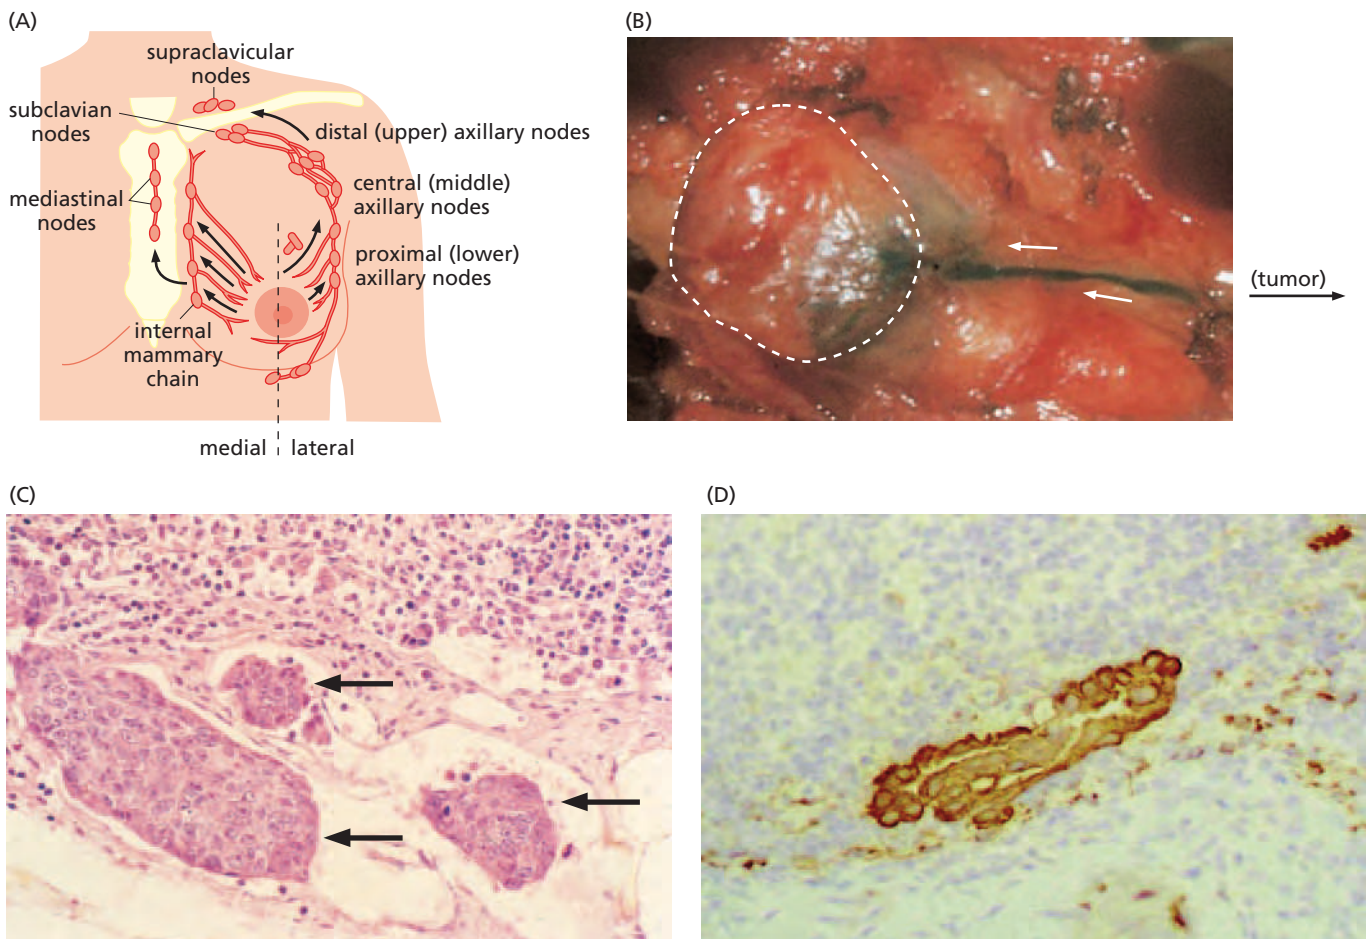 (A)
supraclavicular
nodes
subclavian
nodes
distal (upper) axillary nodes
mediastinal
nodes
central (middle)
axillary nodes
proximal (lower)
axillary nodes
internal
mammary
chain
medial
lateral
(B)
(tumor)
(C)
(D)